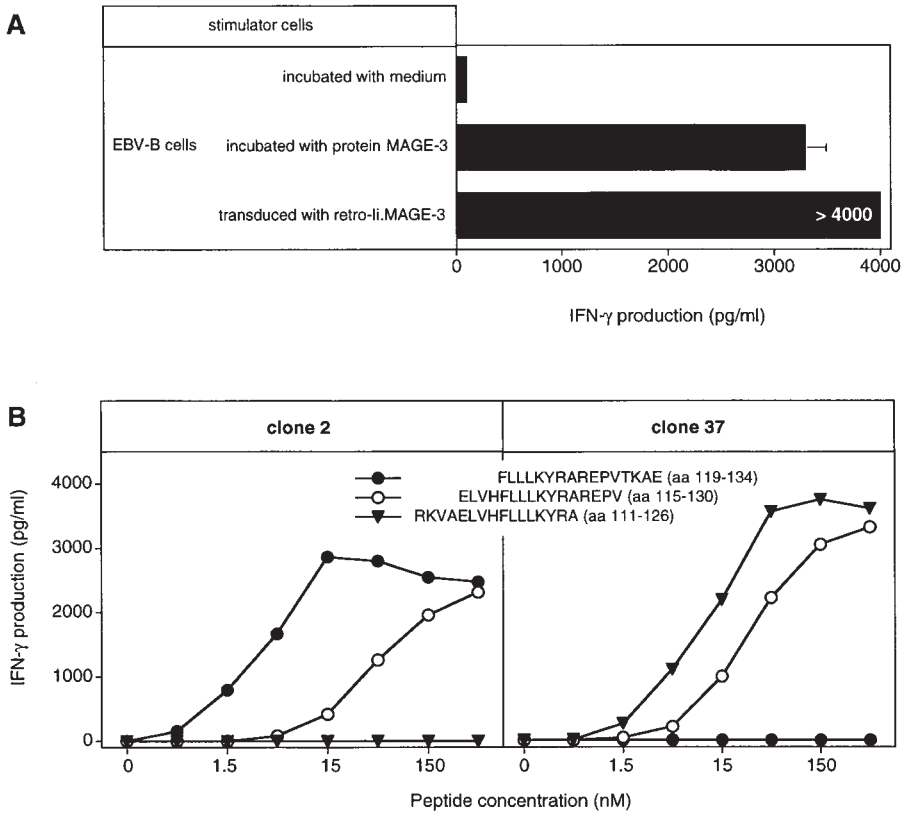 A
stimulator cells
incubated with medium
EBV-B cells
incubated with protein MAGE-3
transduced with retro-Ii.MAGE-3
> 4000
0 1000 2000 3000 4000
IFN-γ production (pg/ml)
B
clone 2
clone 37
FLLLKYRAREPVTKAE (aa 119-134)
ELVHFLLLKYRAREPV (aa 115-130)
RKVAELVHFLLLKYRA (aa 111-126)
IFN-γ production (pg/ml)
4000
3000
2000
1000
0
0 1.5 15 150
0 1.5 15 150
Peptide concentration (nM)